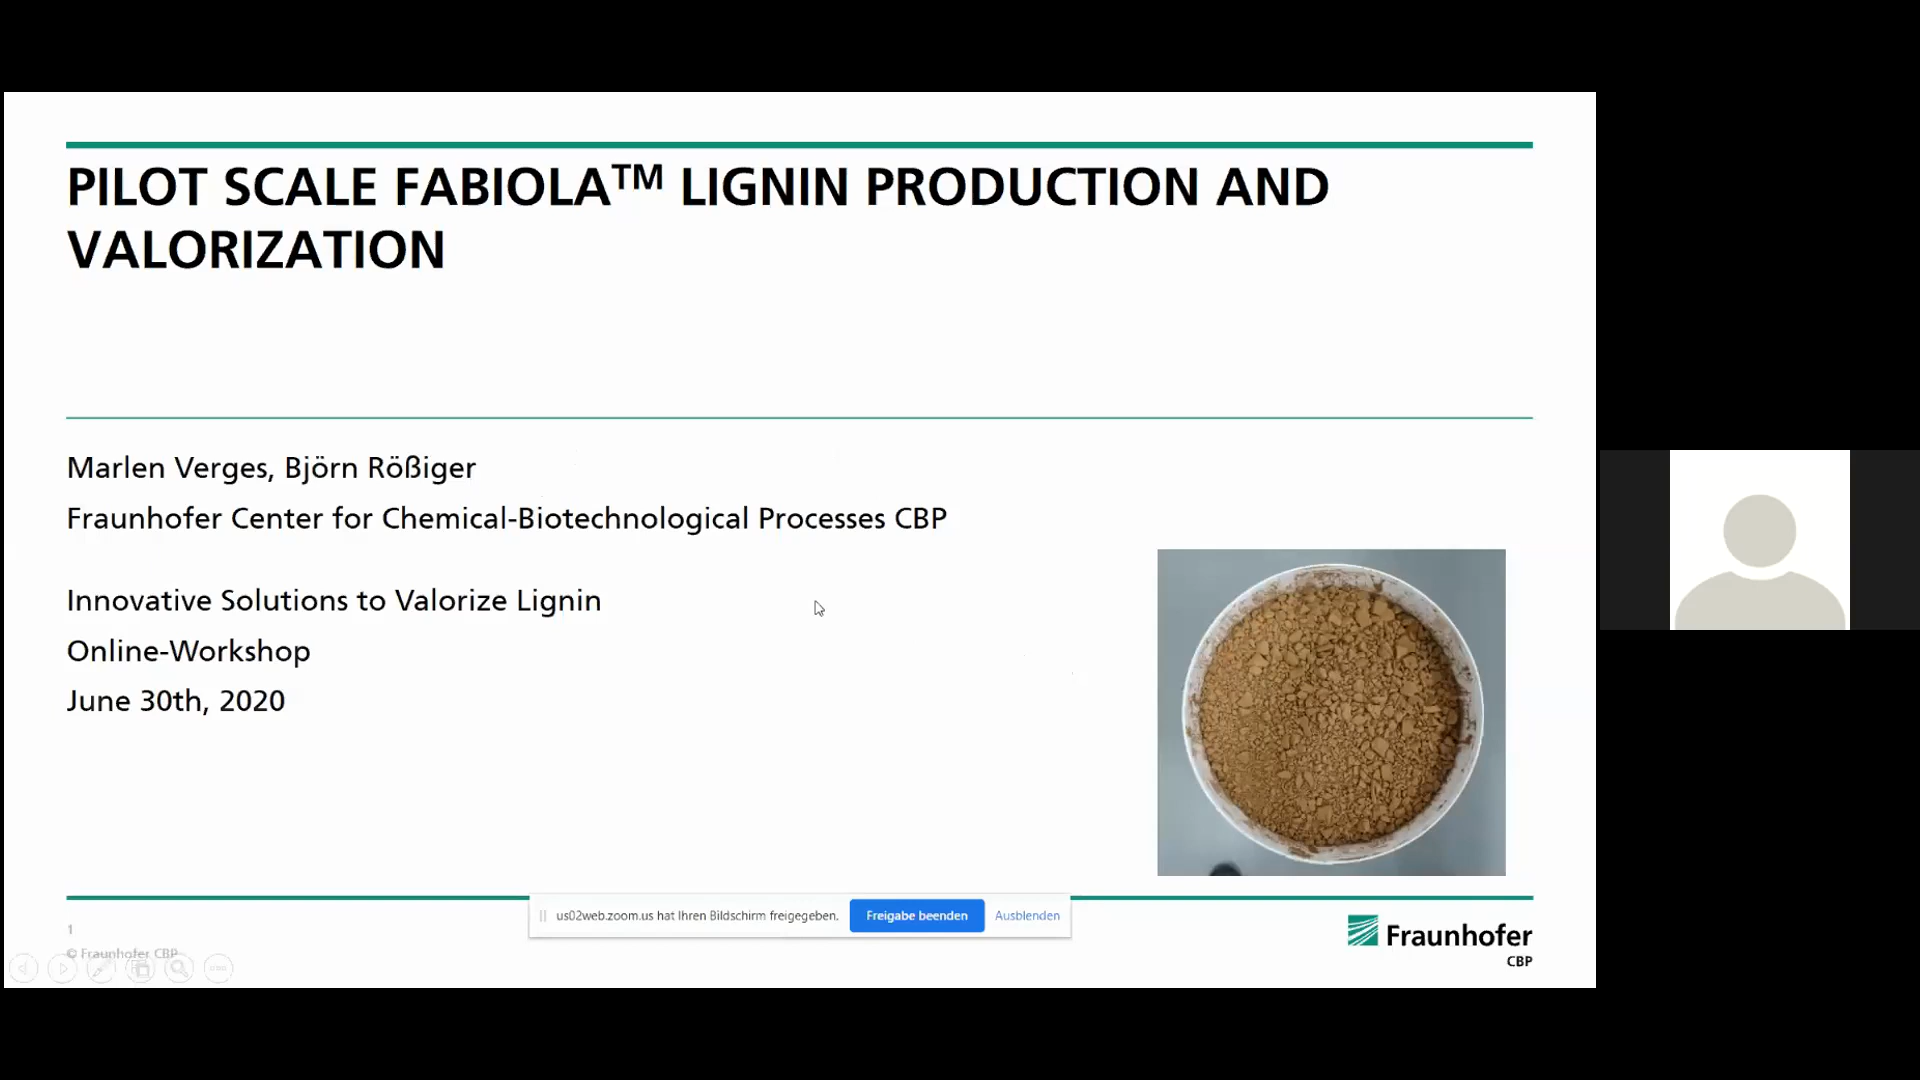 PILOT SCALE FABIOLA™ LIGNIN PRODUCTION AND
VALORIZATION
Marlen Verges, Björn Rößiger
Fraunhofer Center for Chemical-Biotechnological Processes CBP
Innovative Solutions to Valorize Lignin
Online-Workshop
June 30th, 2020
us02web.zoom.us hat Ihren Bildschirm freigegeben.
Freigabe beenden
Ausblenden
1
© Fraunhofer CBP
Fraunhofer
CBP